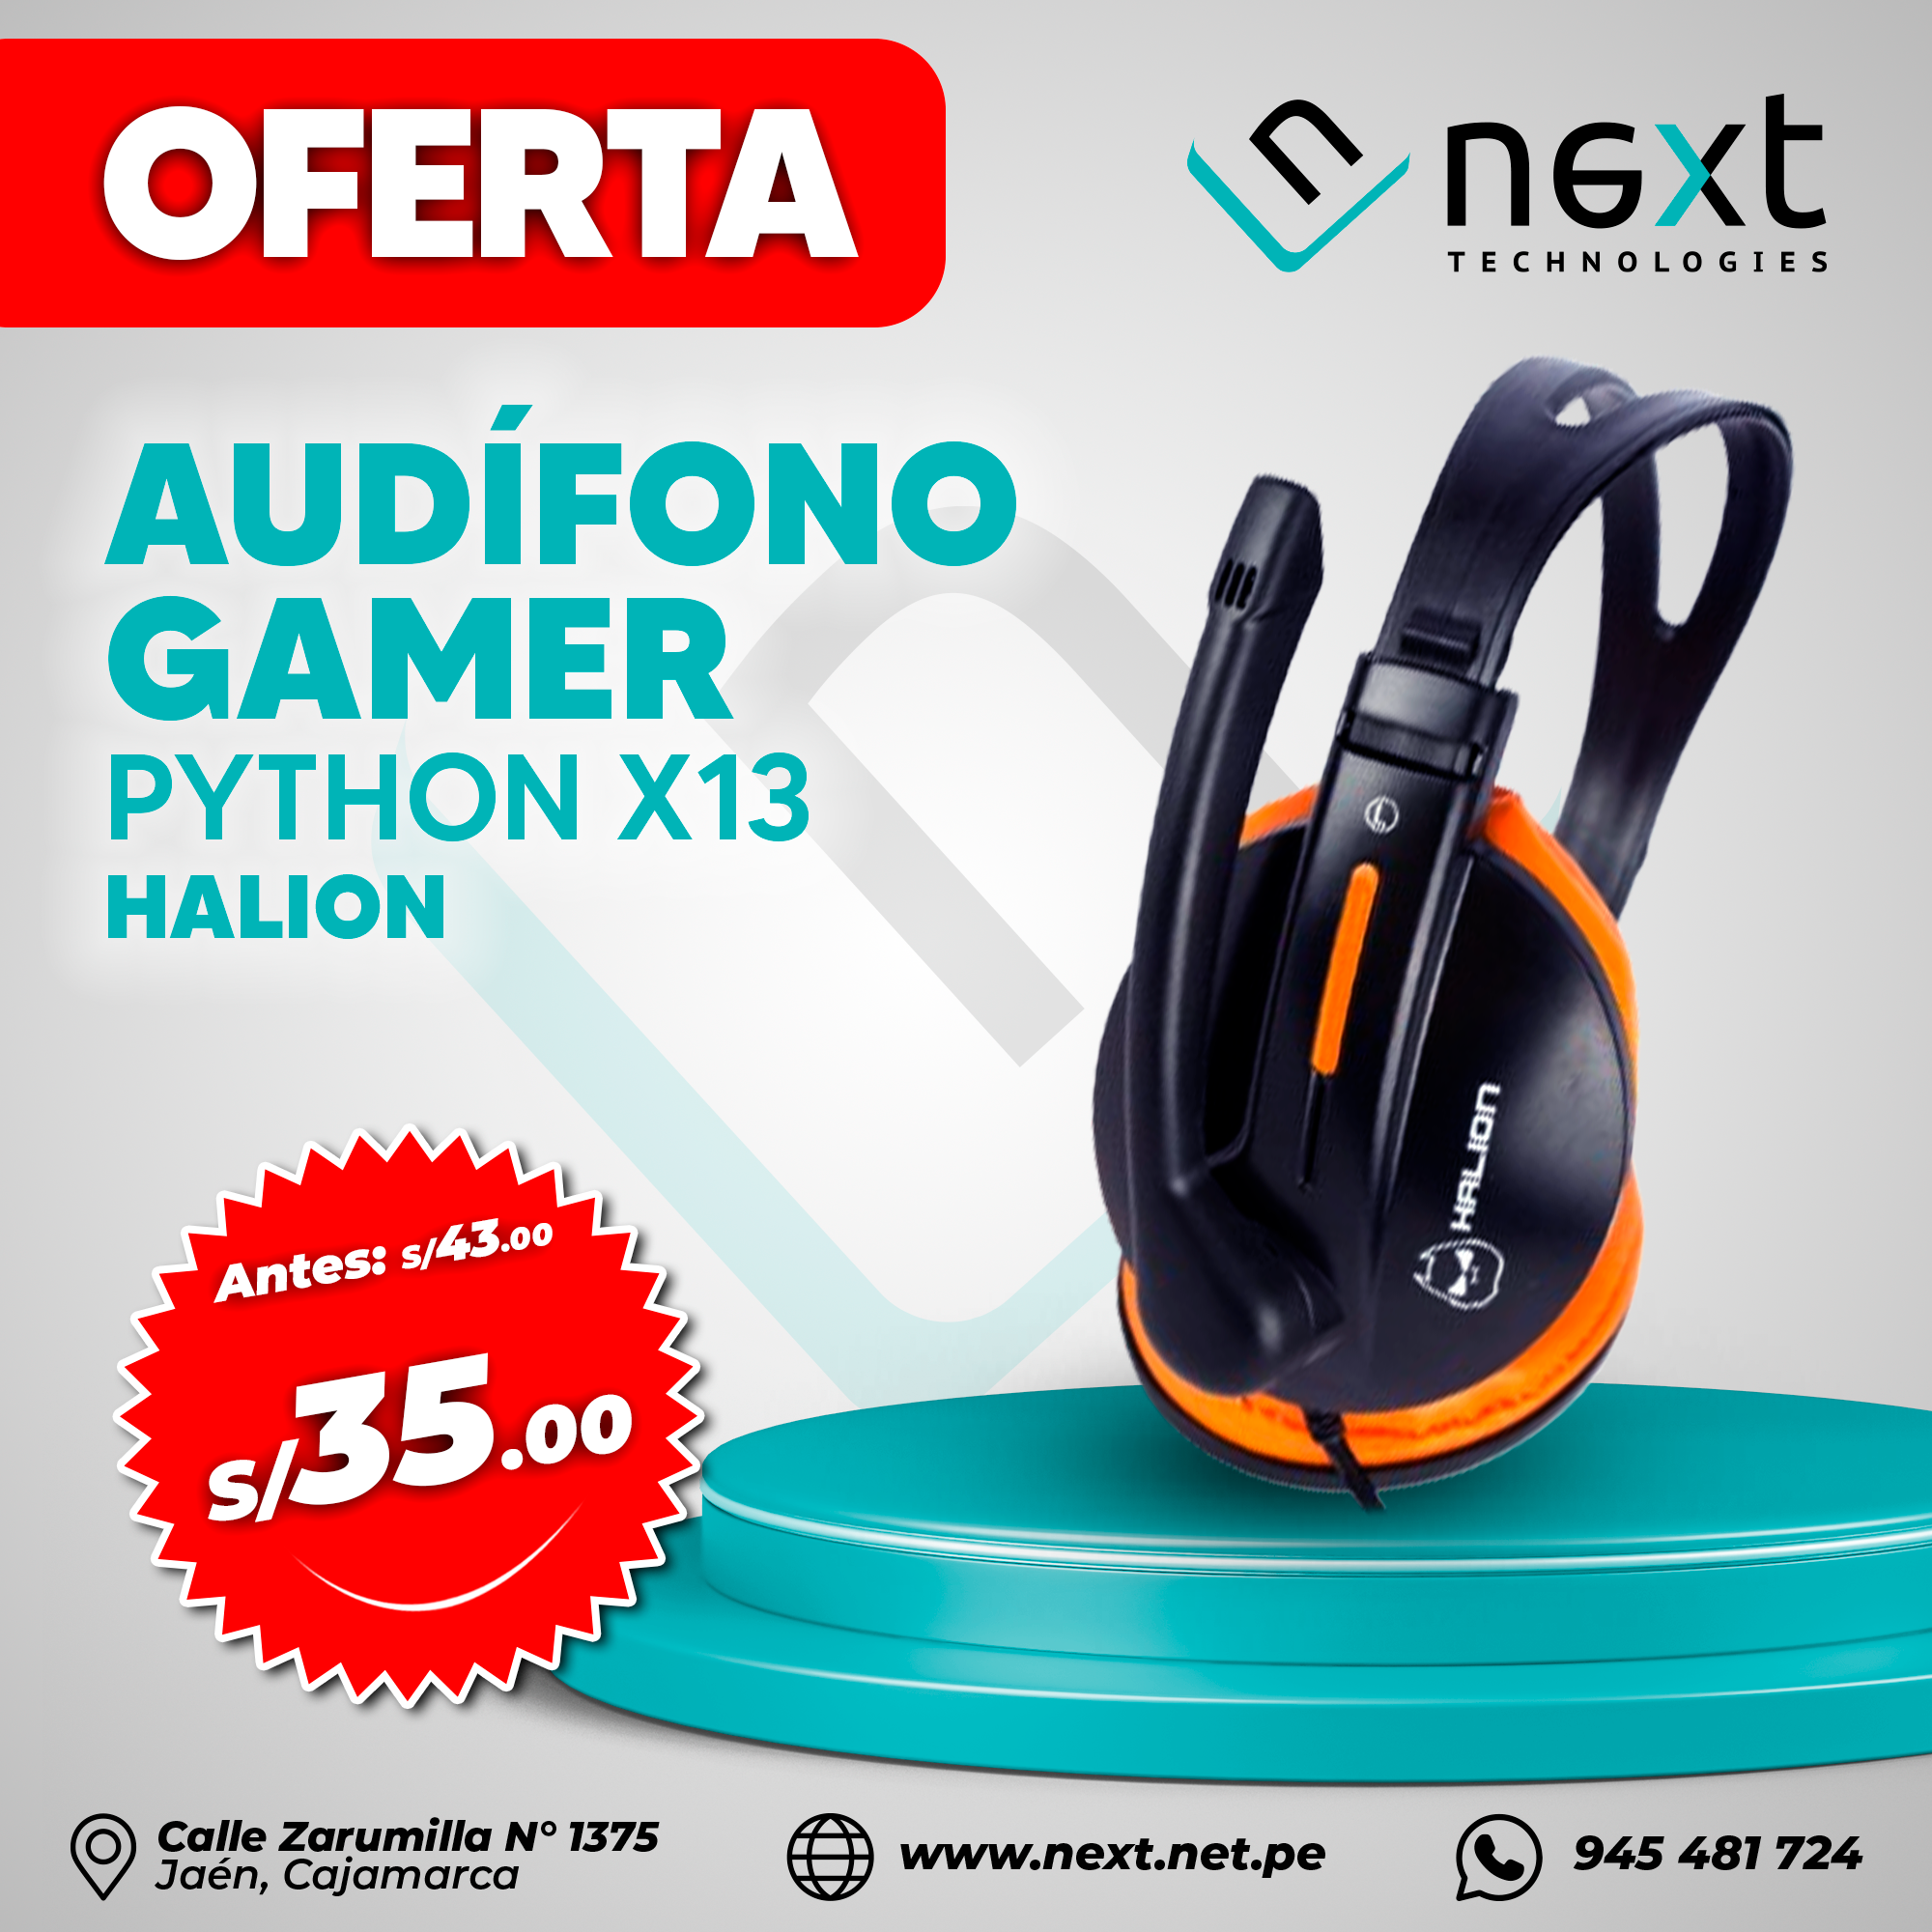 OFERTA
next
TECHNOLOGIES
AUDÍFONO
GAMER
PYTHON X13
HALION
L
HALION
Antes: s/43.00
s/35.00
Calle Zarumilla N° 1375
Jaén, Cajamarca
www.next.net.pe
945 481 724